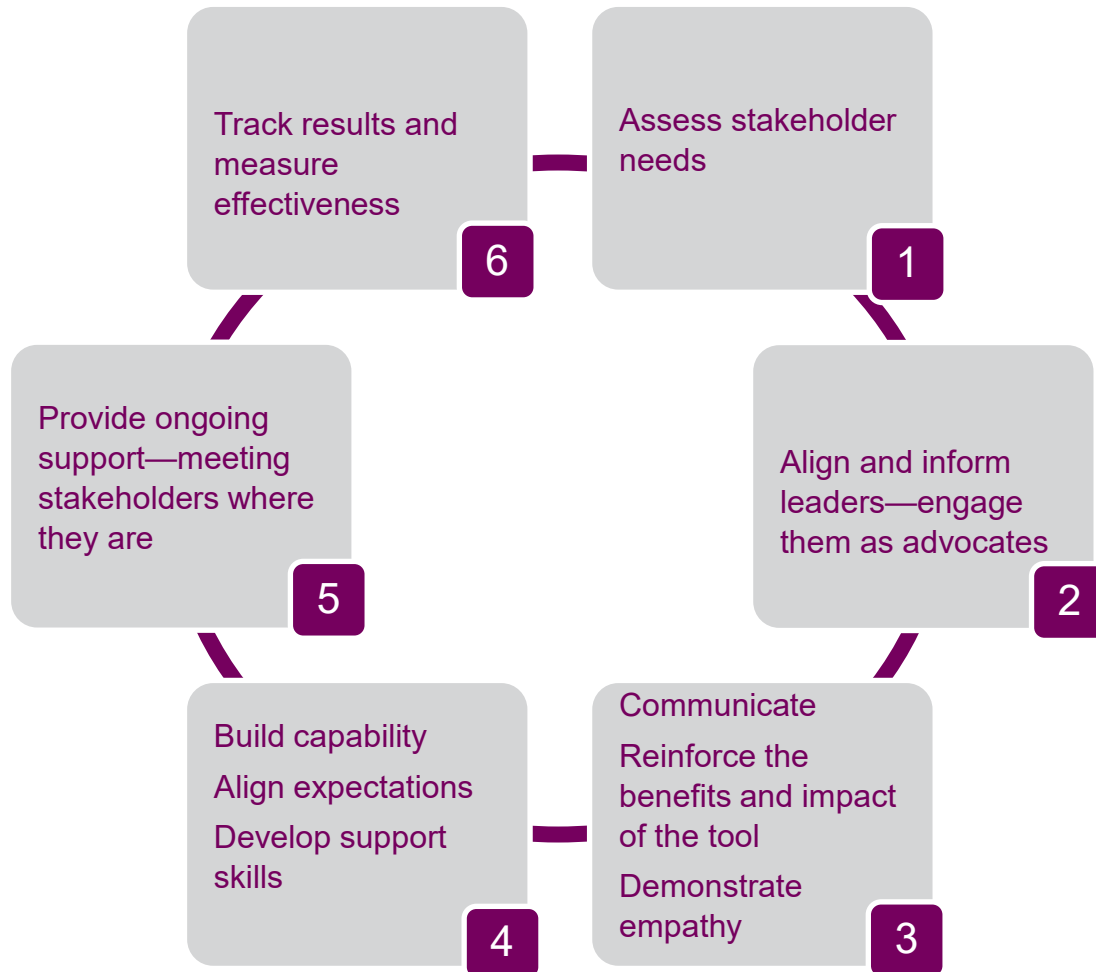 Assess stakeholder
needs
1
Align and inform
leaders—engage
them as advocates
2
Communicate
Reinforce the
benefits and impact
of the tool
Demonstrate
empathy
3
Build capability
Align expectations
Develop support
skills
4
Provide ongoing
support—meeting
stakeholders where
they are
5
Track results and
measure
effectiveness
6